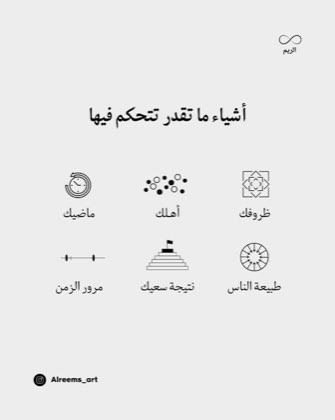 الريم
أشياء ما تقدر تتحكم فيها
ظروفك
أهلك
ماضيك
طبيعة الناس
نتيجة سعيك
مرور الزمن
Alreems_art